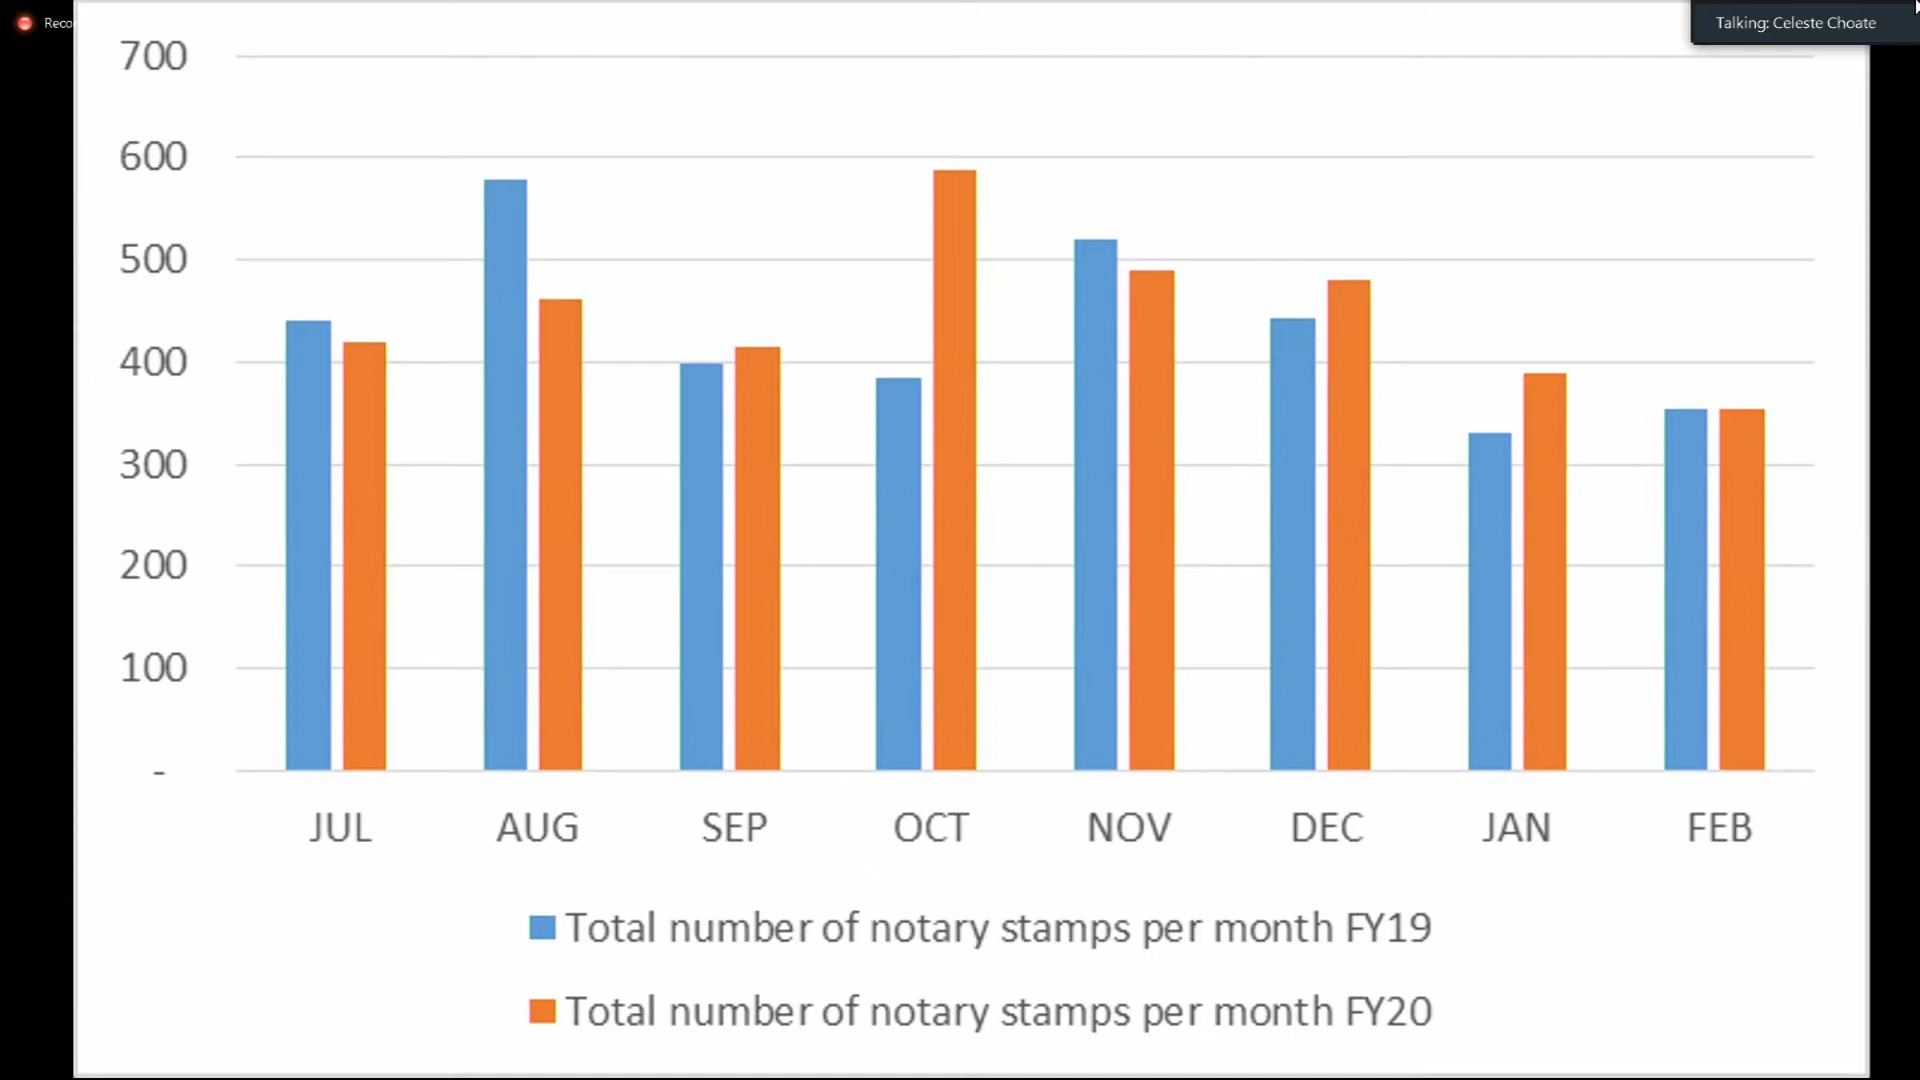 Reco
Talking: Celeste Choate
700
600
500
400
300
200
100
-
JUL AUG SEP OCT NOV DEC JAN FEB
Total number of notary stamps per month FY19
Total number of notary stamps per month FY20